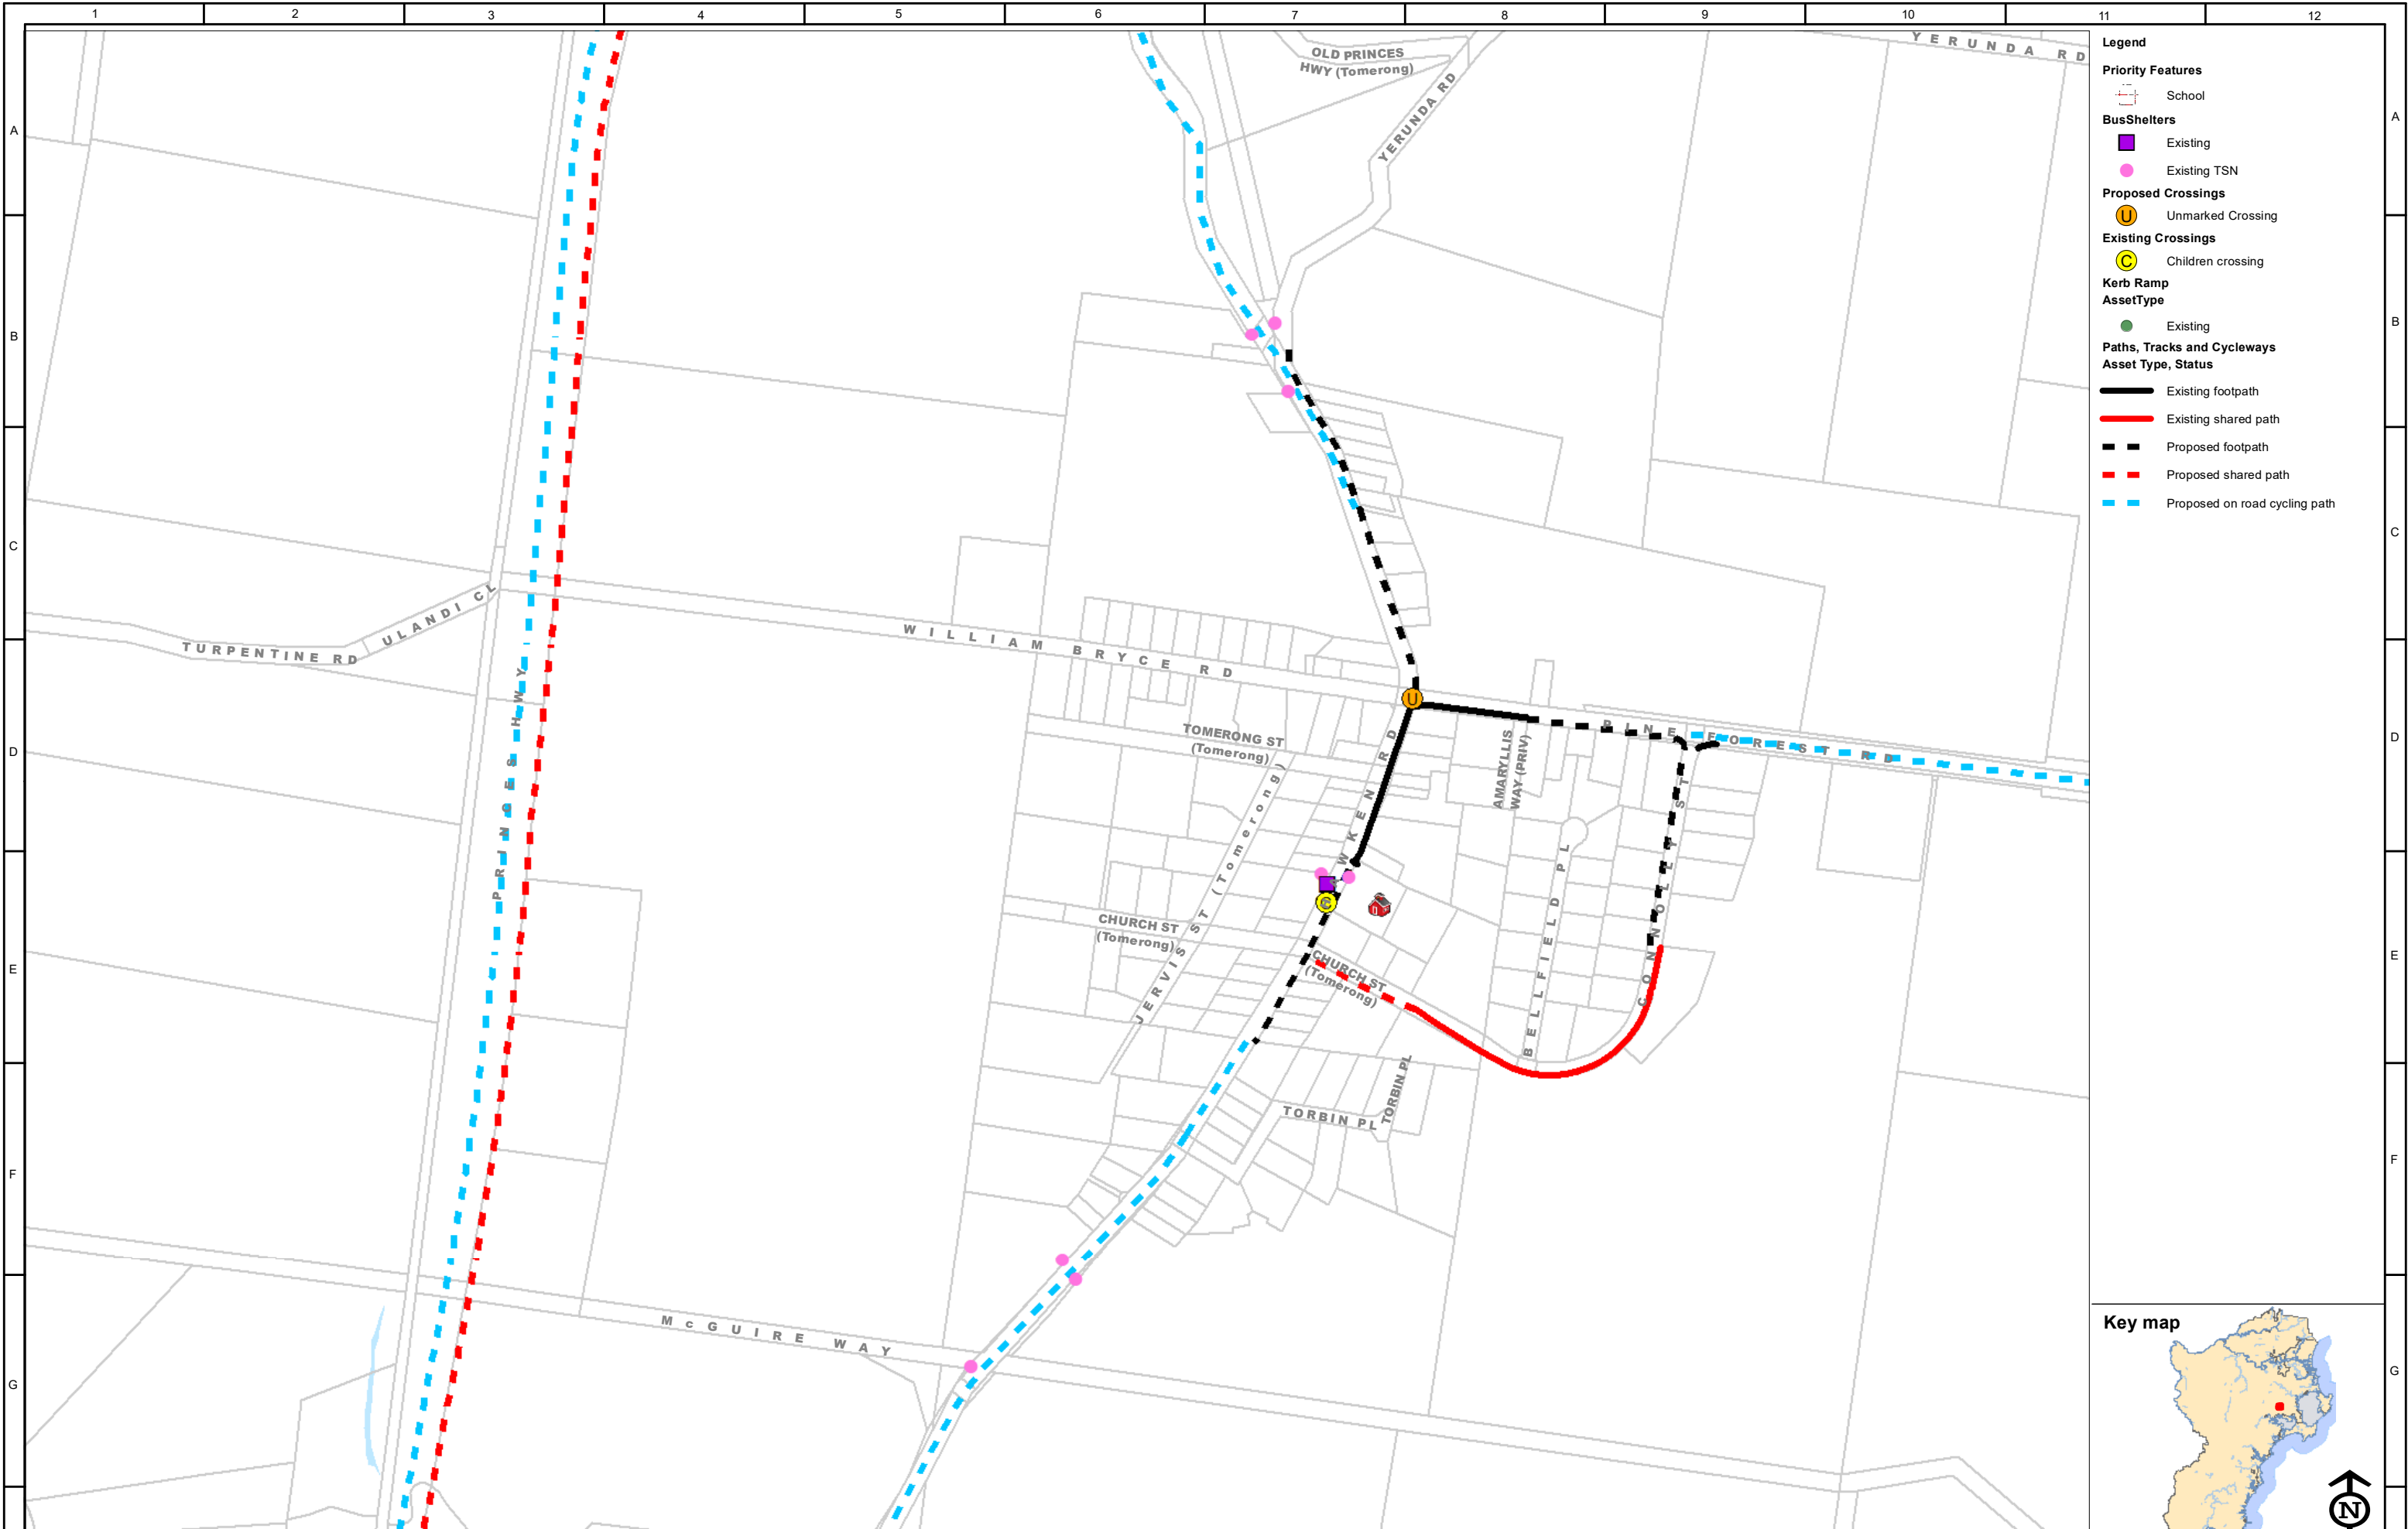 1 2 3 4 5 6 7 8 9 10 11 12
A A
B B
C C
D D
E E
F F
G G
OLD PRINCES
HWY (Tomerong)
YERUNDA RD
YERUNDA RD
ULANDI CL
TURPENTINE RD
WILLIAM BRYCE RD
PRINCES HWY
U
TOMERONG ST
(Tomerong)
HAWKEN RD
AMARYLLIS
WAY (PRIV)
PINE FOREST RD
JERVIS ST (Tomerong)
C
CHURCH ST
(Tomerong)
CHURCH ST
(Tomerong)
BELLFIELD PL
CONNOLLY ST
TORBIN PL
TORBIN PL
McGUIRE WAY
Legend
Priority Features
School
BusShelters
Existing
Existing TSN
Proposed Crossings
U Unmarked Crossing
Existing Crossings
C Children crossing
Kerb Ramp
AssetType
Existing
Paths, Tracks and Cycleways
Asset Type, Status
Existing footpath
Existing shared path
Proposed footpath
Proposed shared path
Proposed on road cycling path
Key map
N